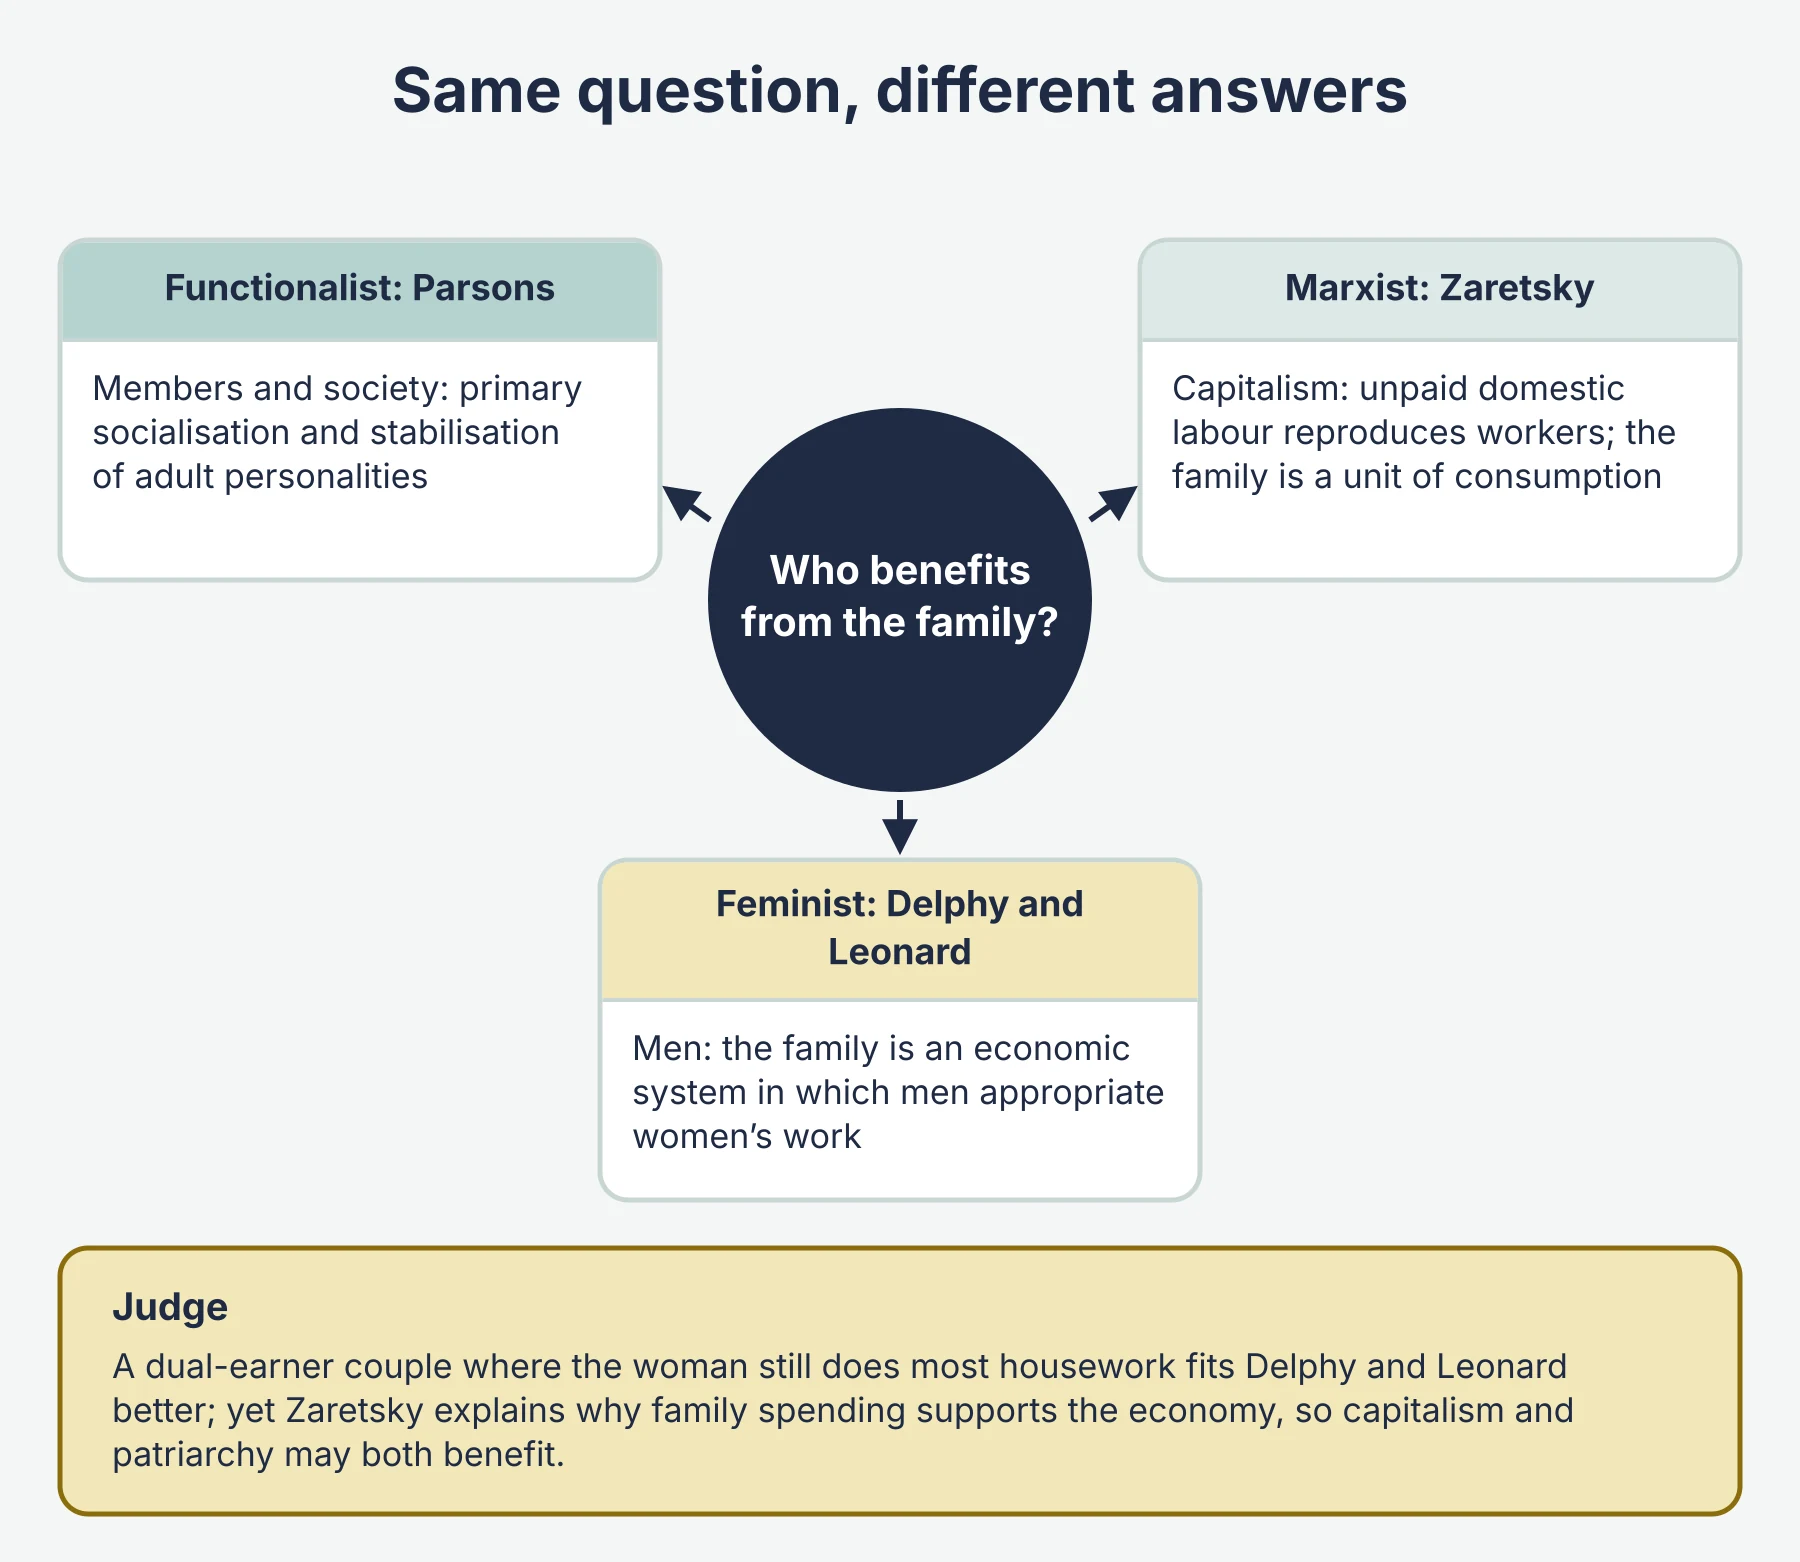 Same question, different answers
Functionalist: Parsons
Members and society: primary
socialisation and stabilisation
of adult personalities
Marxist: Zaretsky
Capitalism: unpaid domestic
labour reproduces workers; the
family is a unit of consumption
Who benefits
from the family?
Feminist: Delphy and
Leonard
Men: the family is an economic
system in which men appropriate
women’s work
Judge
A dual-earner couple where the woman still does most housework fits Delphy and Leonard
better; yet Zaretsky explains why family spending supports the economy, so capitalism and
patriarchy may both benefit.